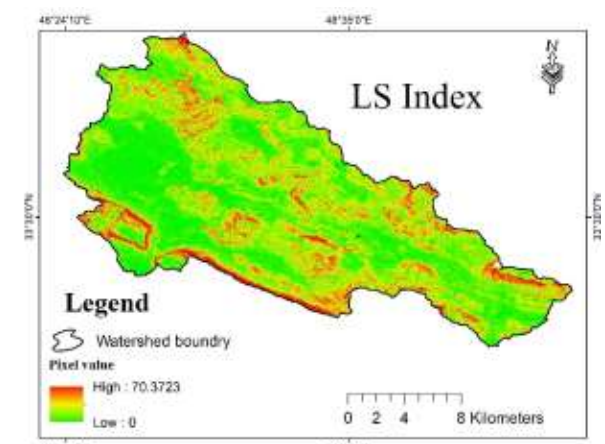 48°24'10"E 48°35'0"E
N
LS Index
33°30'0"N 33°30'0"N
Legend
Watershed boundry
Pixel value
High : 70.3723
Low : 0
0 2 4 8 Kilometers